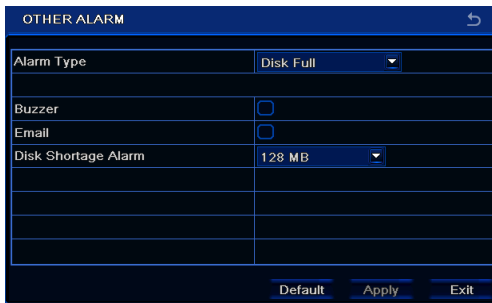 OTHER ALARM
Alarm Type Disk Full
Buzzer
Email
Disk Shortage Alarm 128 MB
Default Apply Exit